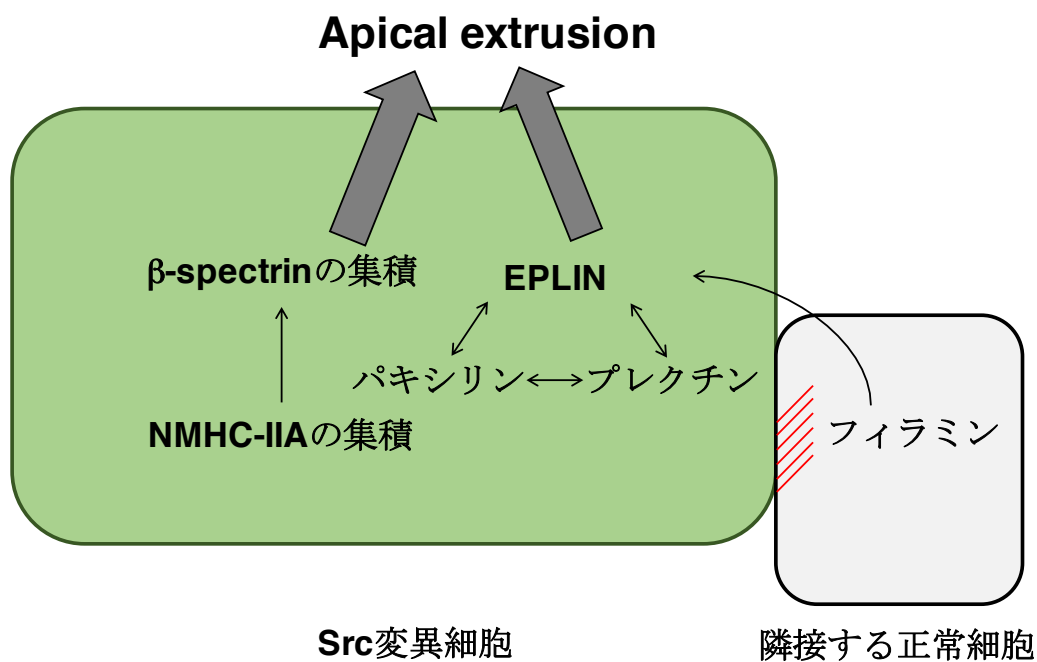 Apical extrusion
β-spectrinの集積
EPLIN
パキシリン
プレクチン
NMHC-IIAの集積
フィラミン
Src変異細胞
隣接する正常細胞